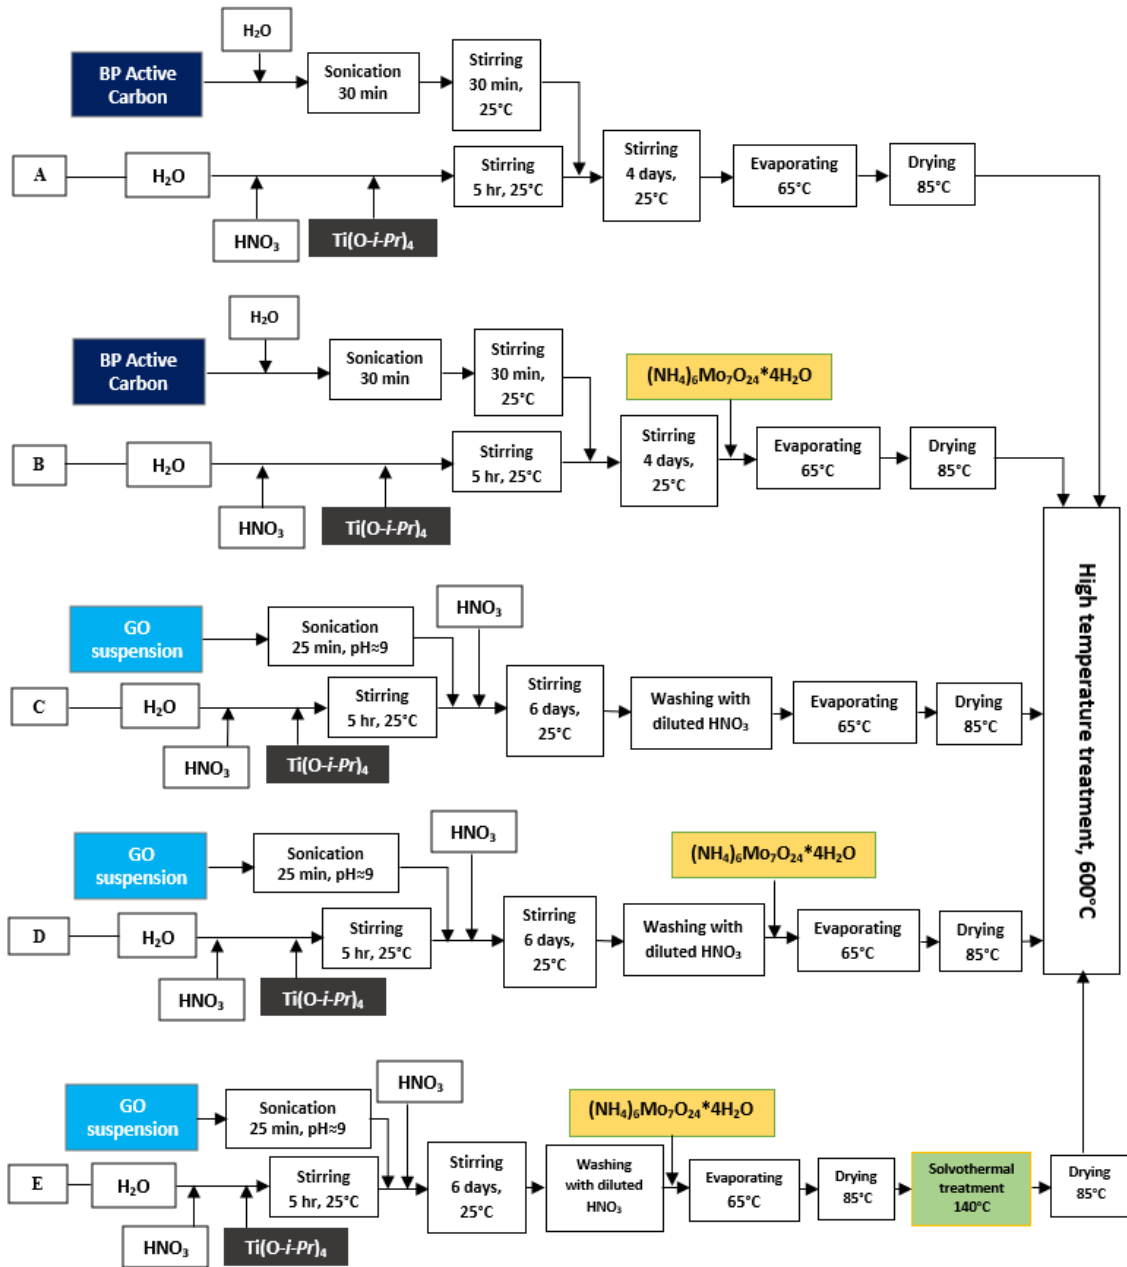 H₂O
BP Active
Carbon
Sonication
30 min
Stirring
30 min,
25°C
A
H₂O
Stirring
5 hr, 25°C
Stirring
4 days,
25°C
Evaporating
65°C
Drying
85°C
HNO₃
Ti(O-i-Pr)₄
H₂O
BP Active
Carbon
Sonication
30 min
Stirring
30 min,
25°C
(NH₄)₆Mo₇O₂₄*4H₂O
B
H₂O
Stirring
5 hr, 25°C
Stirring
4 days,
25°C
Evaporating
65°C
Drying
85°C
HNO₃
Ti(O-i-Pr)₄
High temperature treatment, 600°C
GO
suspension
Sonication
25 min, pH≈9
HNO₃
C
H₂O
Stirring
5 hr, 25°C
Stirring
6 days,
25°C
Washing with
diluted HNO₃
Evaporating
65°C
Drying
85°C
HNO₃
Ti(O-i-Pr)₄
GO
suspension
Sonication
25 min, pH≈9
HNO₃
(NH₄)₆Mo₇O₂₄*4H₂O
D
H₂O
Stirring
5 hr, 25°C
Stirring
6 days,
25°C
Washing with
diluted HNO₃
Evaporating
65°C
Drying
85°C
HNO₃
Ti(O-i-Pr)₄
GO
suspension
Sonication
25 min, pH≈9
HNO₃
(NH₄)₆Mo₇O₂₄*4H₂O
E
H₂O
Stirring
5 hr, 25°C
Stirring
6 days,
25°C
Washing
with diluted
HNO₃
Evaporating
65°C
Drying
85°C
Solvothermal
treatment
140°C
Drying
85°C
HNO₃
Ti(O-i-Pr)₄